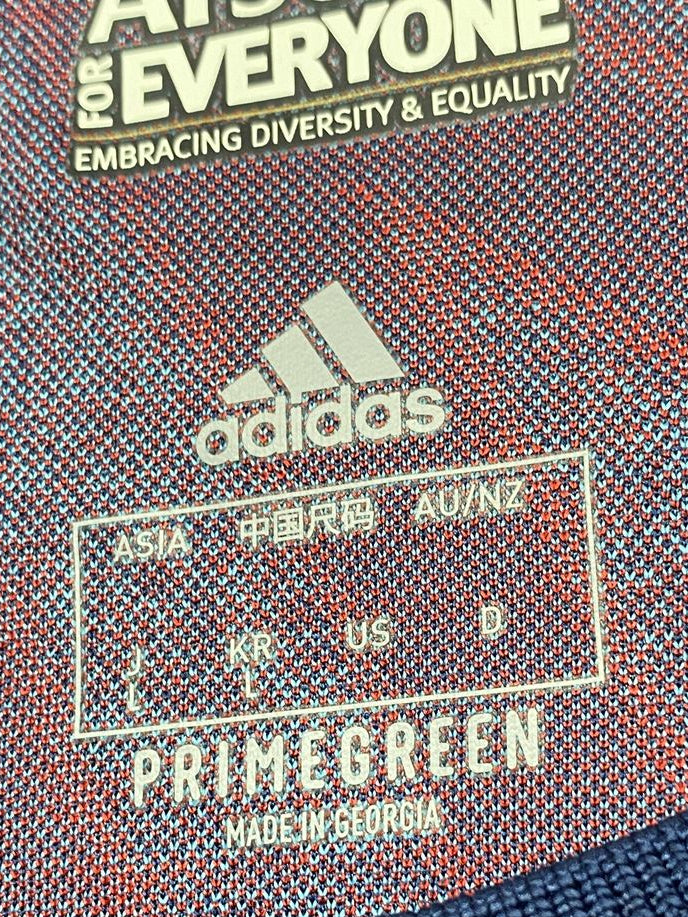 FOR EVERYONE
EMBRACING DIVERSITY & EQUALITY
adidas
ASIA 中国尺码 AU/NZ
J KR US D
L L
PRIMEGREEN
MADE IN GEORGIA